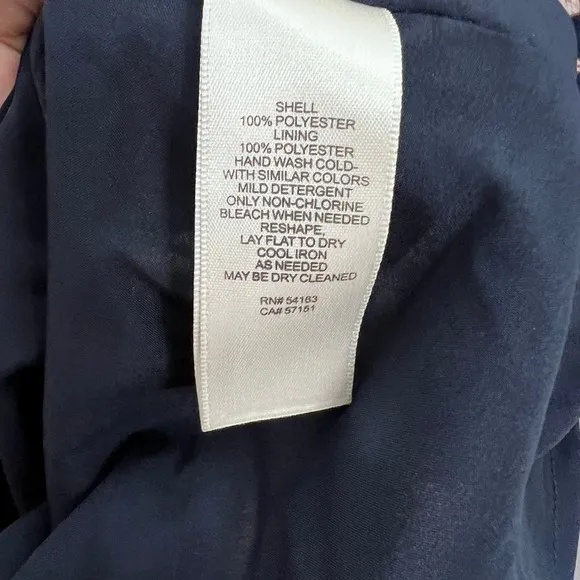 SHELL
100% POLYESTER
LINING
100% POLYESTER
HAND WASH COLD-
WITH SIMILAR COLORS
MILD DETERGENT
ONLY NON-CHLORINE
BLEACH WHEN NEEDED
RESHAPE,
LAY FLAT TO DRY
COOL IRON
AS NEEDED
MAY BE DRY CLEANED
RN# 54163
CA# 57151